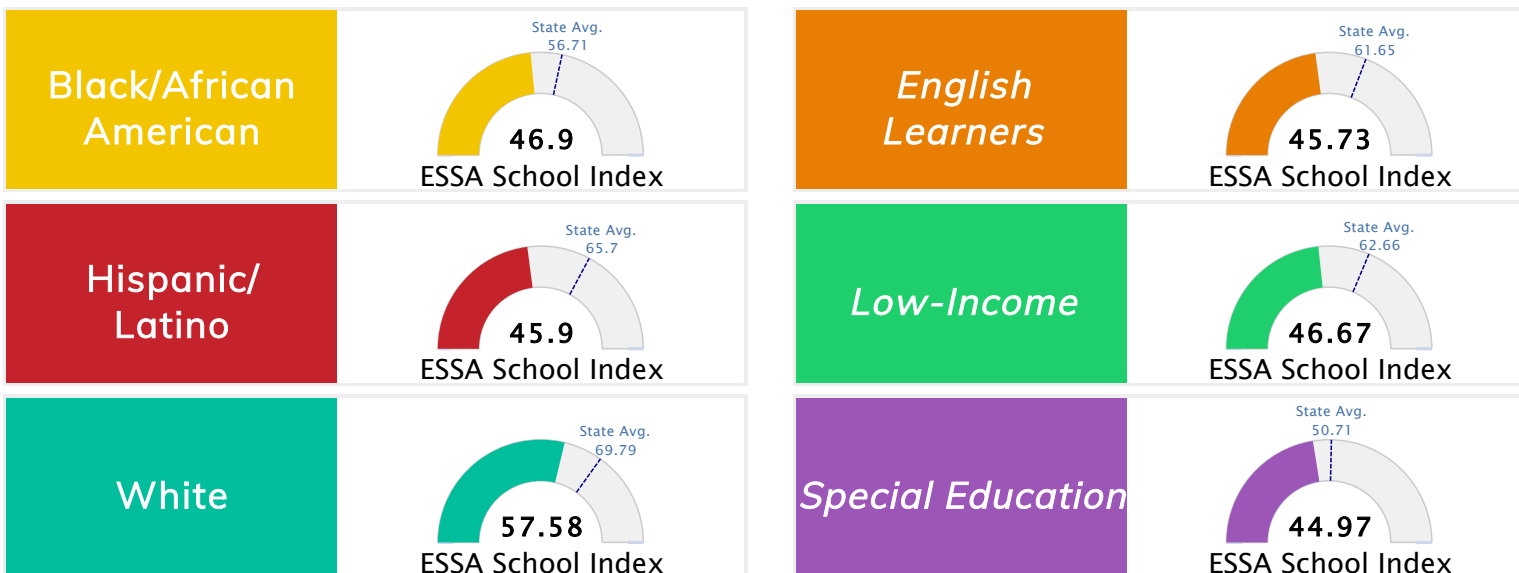 Black/African
American
State Avg.
56.71
46.9
ESSA School Index
English
Learners
State Avg.
61.65
45.73
ESSA School Index
Hispanic/
Latino
State Avg.
65.7
45.9
ESSA School Index
Low-Income
State Avg.
62.66
46.67
ESSA School Index
White
State Avg.
69.79
57.58
ESSA School Index
Special Education
State Avg.
50.71
44.97
ESSA School Index